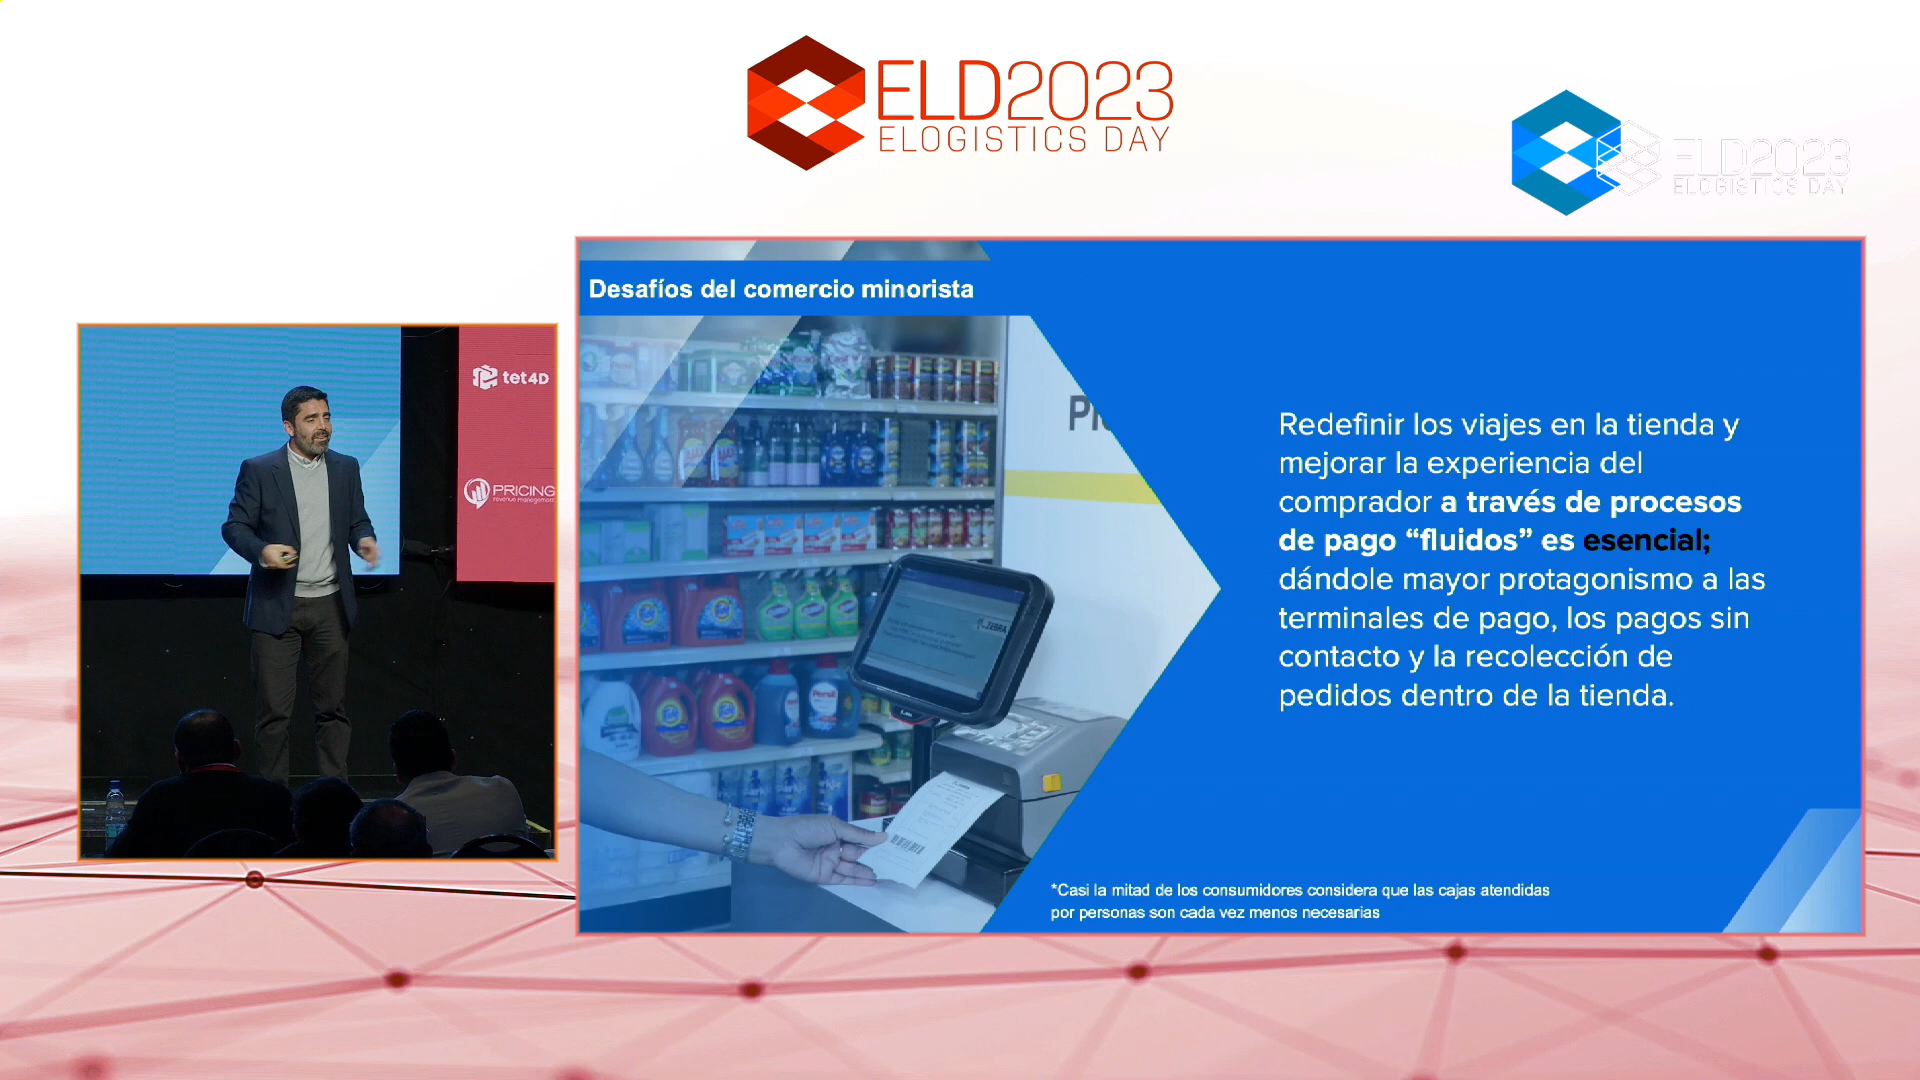 ELD2023
ELOGISTICS DAY
ELD2023
ELOGISTICS DAY
Desafíos del comercio minorista
tet4D
PRICING
revenue management
ZEBRA
Redefinir los viajes en la tienda y
mejorar la experiencia del
comprador a través de procesos
de pago “fluidos” es esencial;
dándole mayor protagonismo a las
terminales de pago, los pagos sin
contacto y la recolección de
pedidos dentro de la tienda.
*Casi la mitad de los consumidores considera que las cajas atendidas
por personas son cada vez menos necesarias